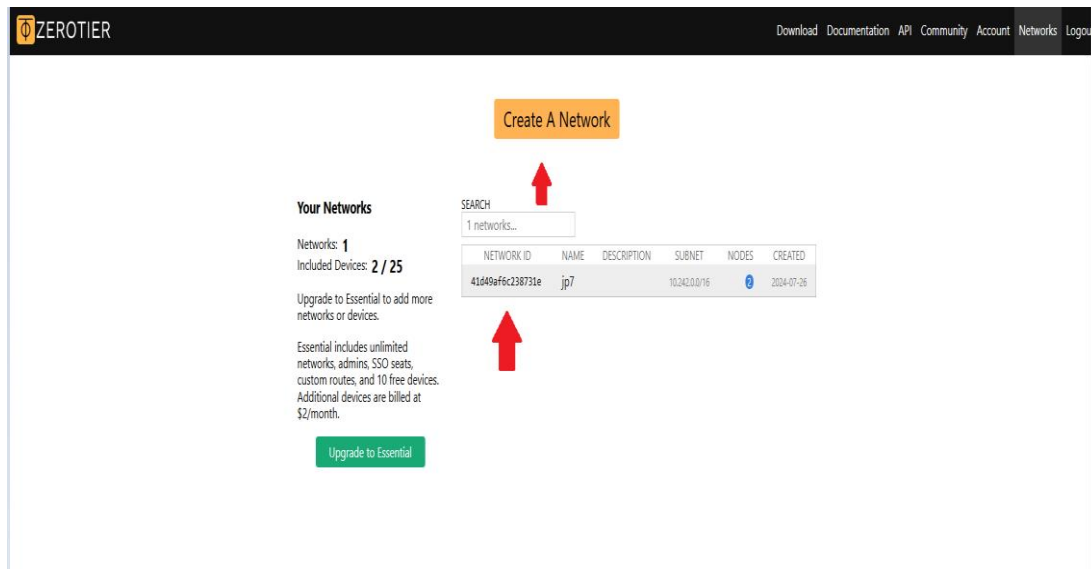 ZEROTIER
Download Documentation API Community Account Networks Logou
Create A Network
Your Networks
Networks: 1
Included Devices: 2 / 25
Upgrade to Essential to add more
networks or devices.
Essential includes unlimited
networks, admins, SSO seats,
custom routes, and 10 free devices.
Additional devices are billed at
$2/month.
Upgrade to Essential
SEARCH
1 networks...
NETWORK ID NAME DESCRIPTION SUBNET NODES CREATED
41d49af6c238731e jp7 10.242.0.0/16 2 2024-07-26